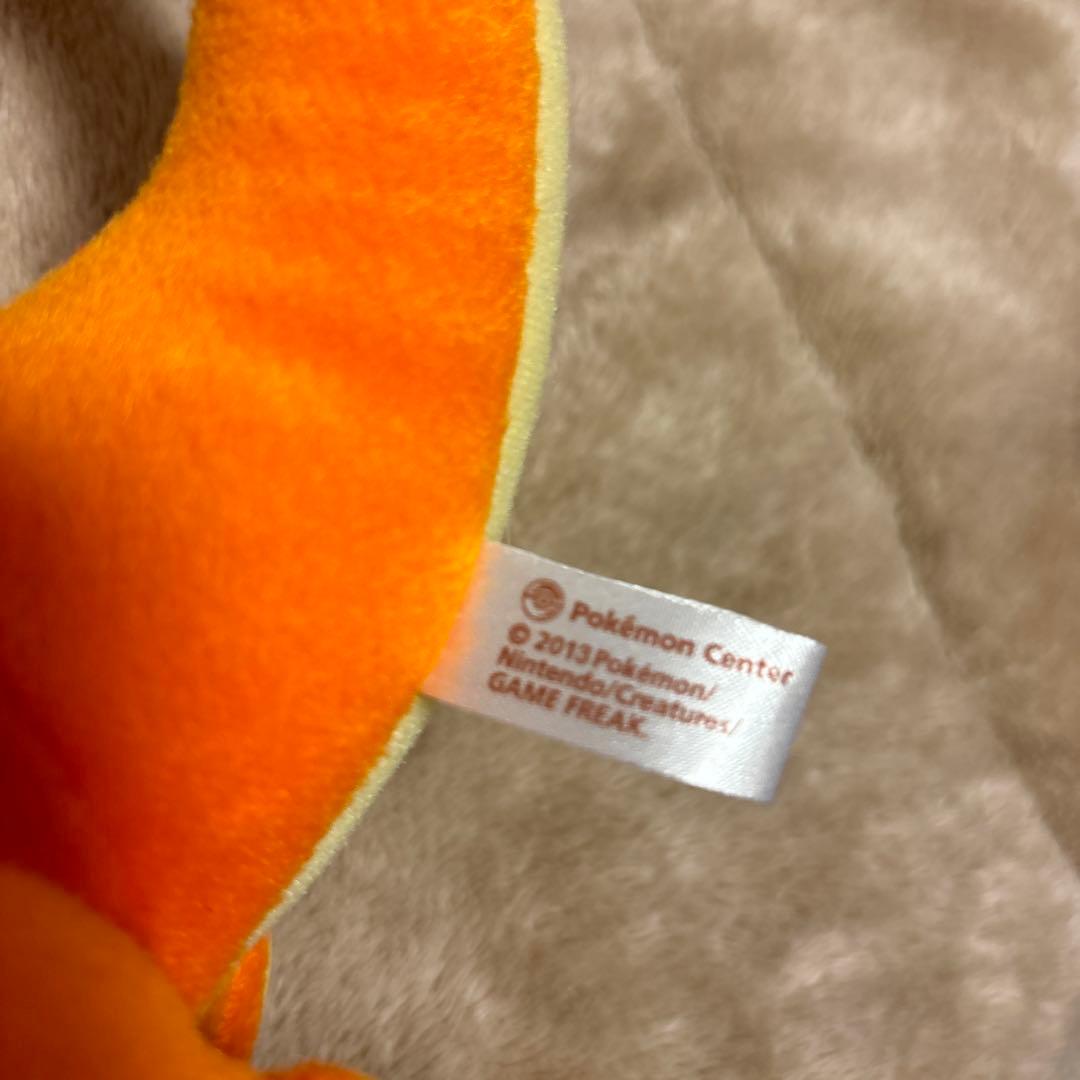 Pokémon Center
© 2013 Pokémon/
Nintendo/Creatures/
GAME FREAK.